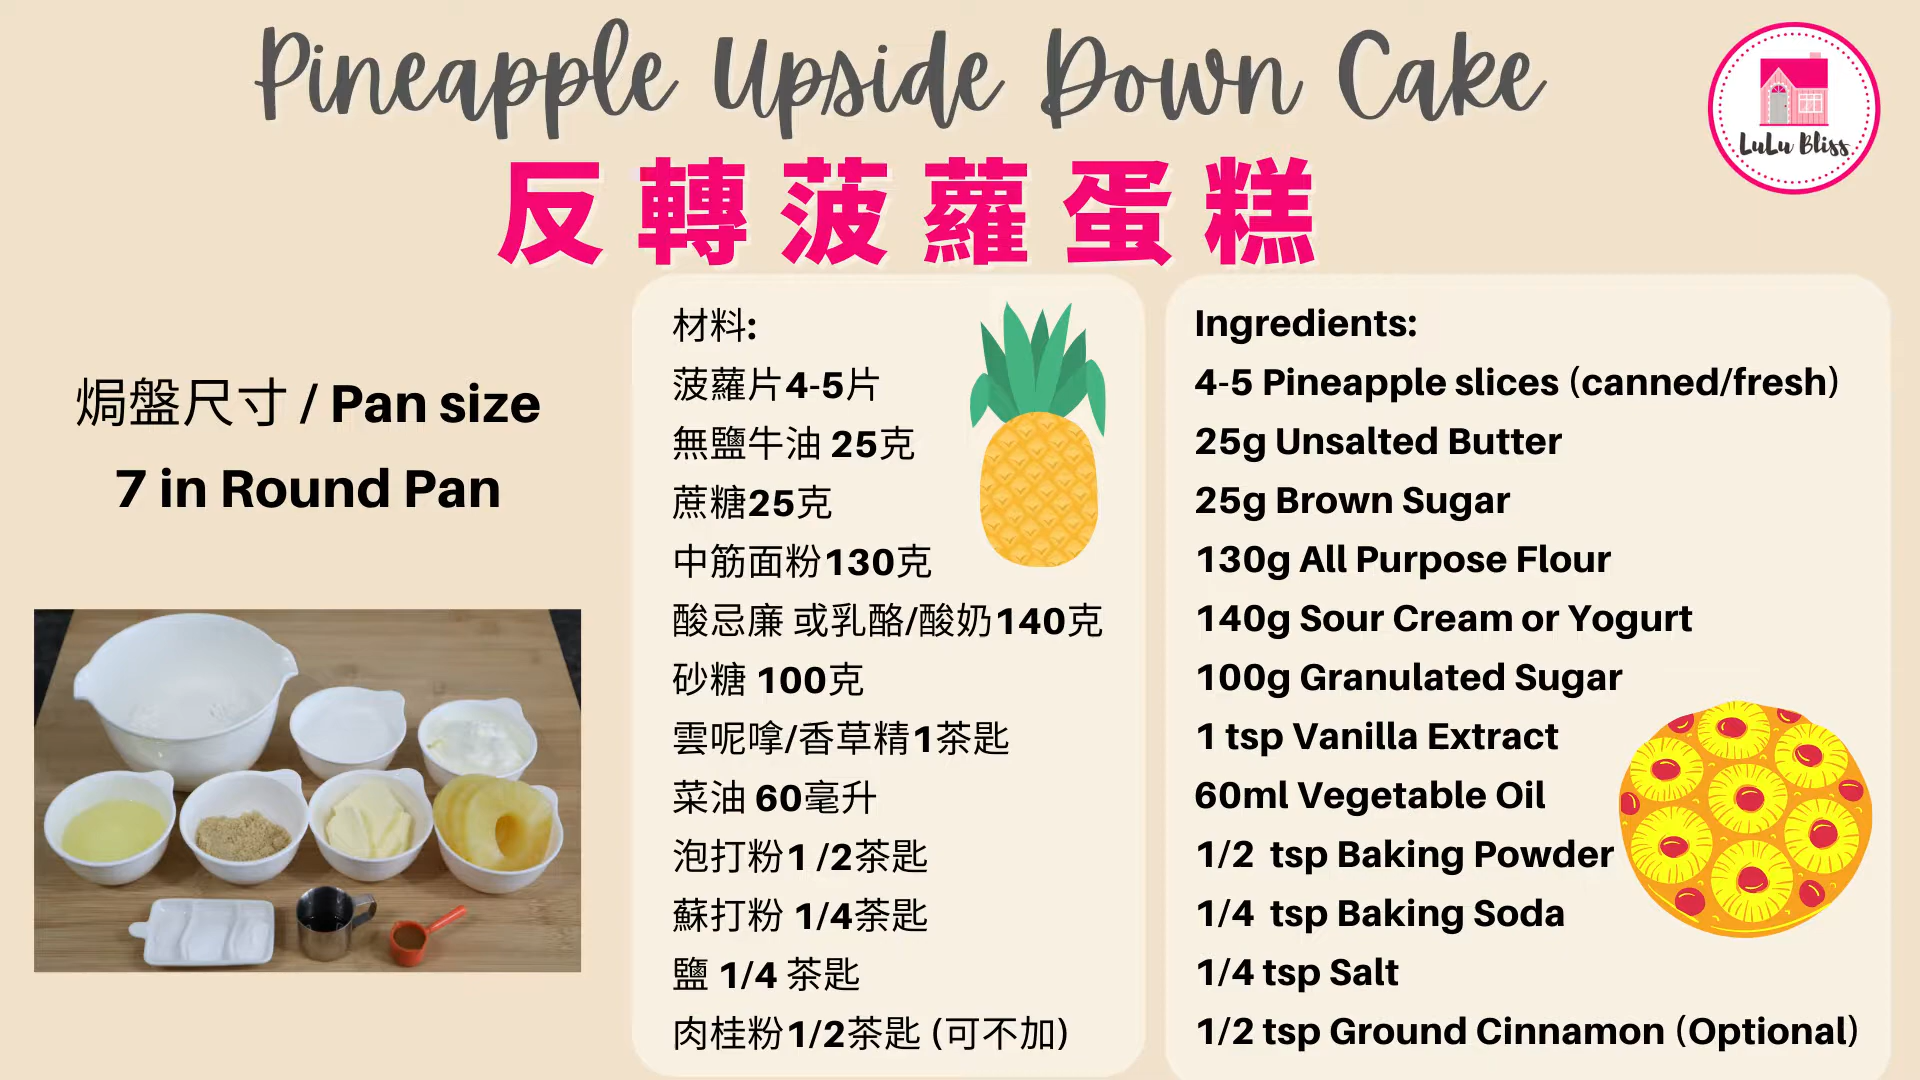 Pineapple Upside Down Cake
反轉菠蘿蛋糕
LuLu Bliss
焗盤尺寸 / Pan size
7 in Round Pan
材料:
菠蘿片4-5片
無鹽牛油 25克
蔗糖25克
中筋面粉130克
酸忌廉 或乳酪/酸奶140克
砂糖 100克
雲呢嗱/香草精1茶匙
菜油 60毫升
泡打粉1 /2茶匙
蘇打粉 1/4茶匙
鹽 1/4 茶匙
肉桂粉1/2茶匙 (可不加)
Ingredients:
4-5 Pineapple slices (canned/fresh)
25g Unsalted Butter
25g Brown Sugar
130g All Purpose Flour
140g Sour Cream or Yogurt
100g Granulated Sugar
1 tsp Vanilla Extract
60ml Vegetable Oil
1/2 tsp Baking Powder
1/4 tsp Baking Soda
1/4 tsp Salt
1/2 tsp Ground Cinnamon (Optional)